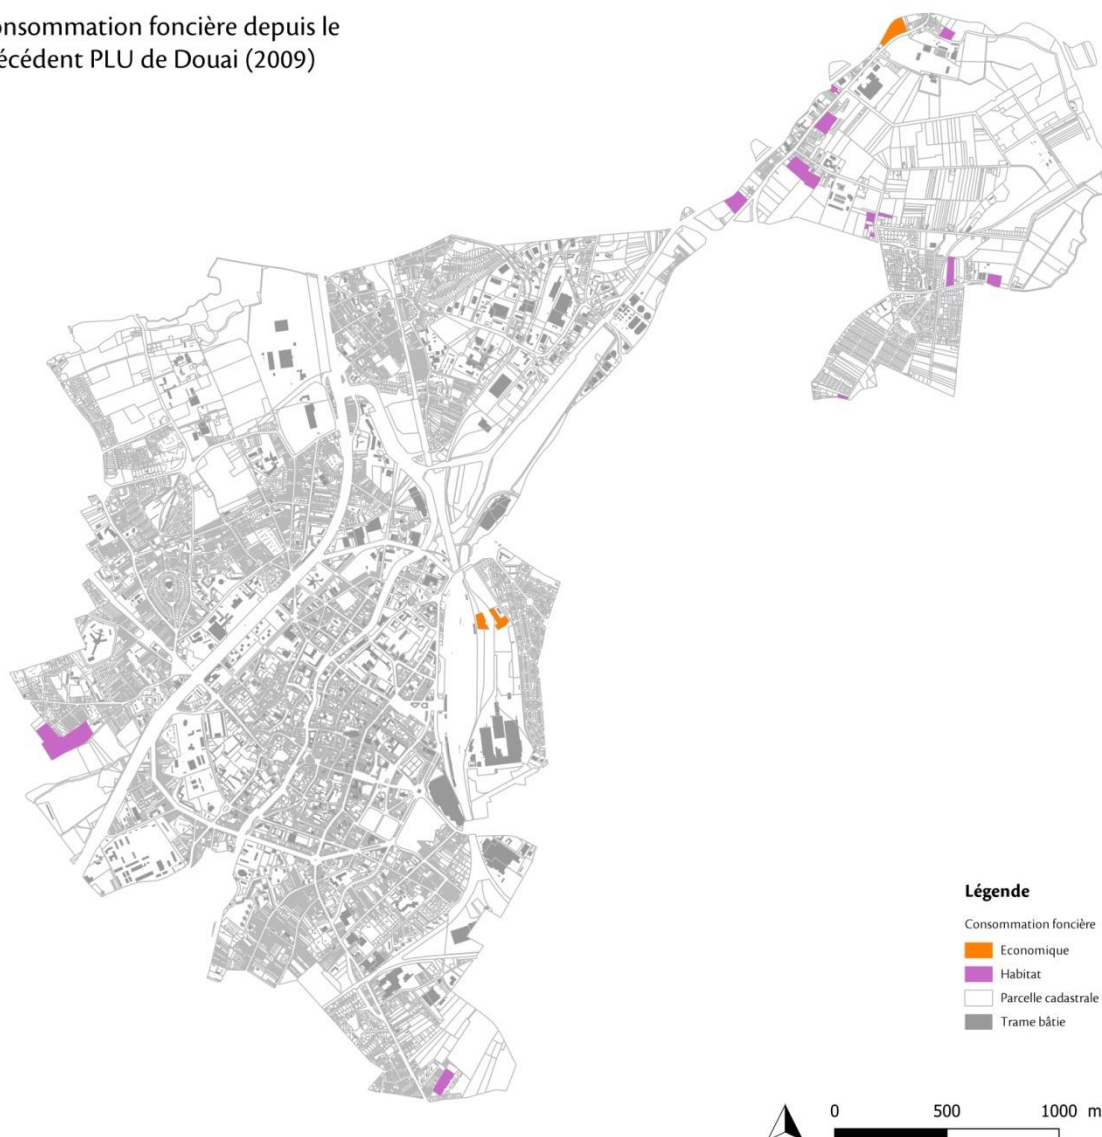 onsommation foncière depuis le
écédent PLU de Douai (2009)
Légende
Consommation foncière
Economique
Habitat
Parcelle cadastrale
Trame bâtie
0 500 1000 m